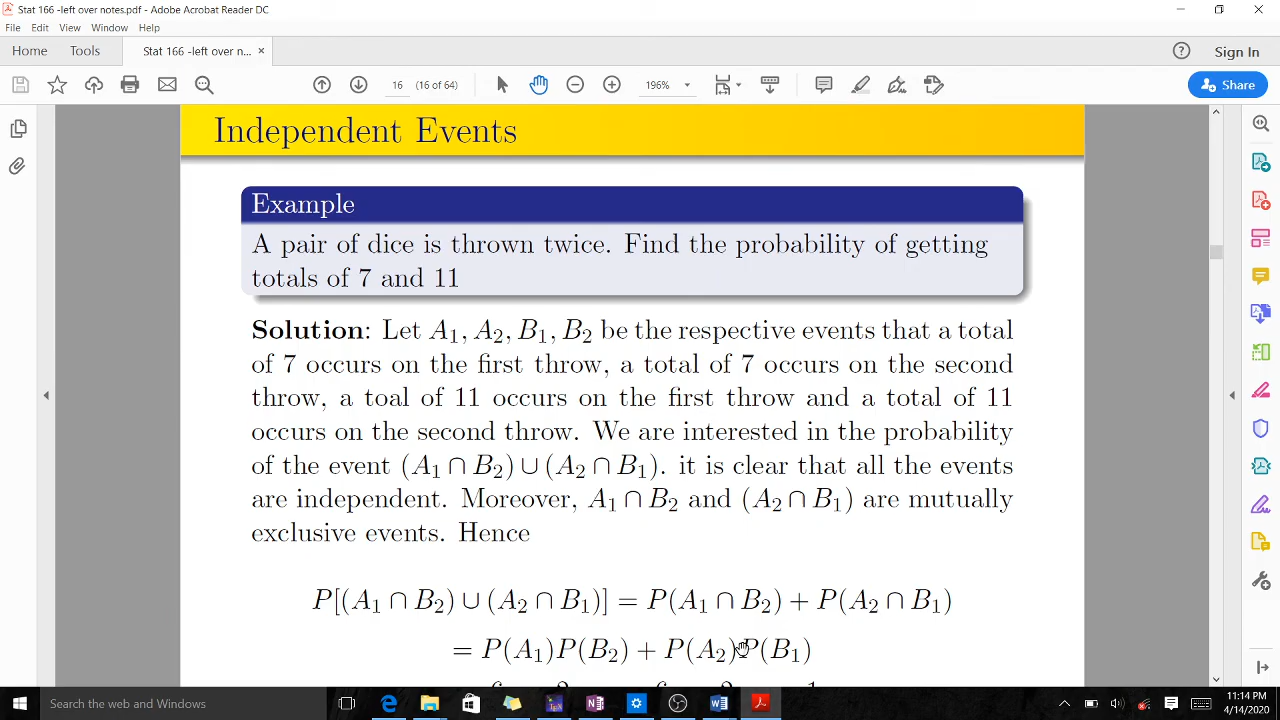 Stat 166 -left over notes.pdf - Adobe Acrobat Reader DC
File Edit View Window Help
Home Tools Stat 166 -left over n... × Sign In
16 (16 of 64) 196% Share
Independent Events
Example
A pair of dice is thrown twice. Find the probability of getting
totals of 7 and 11
Solution: Let A₁, A₂, B₁, B₂ be the respective events that a total
of 7 occurs on the first throw, a total of 7 occurs on the second
throw, a toal of 11 occurs on the first throw and a total of 11
occurs on the second throw. We are interested in the probability
of the event (A₁ ∩ B₂) ∪ (A₂ ∩ B₁). it is clear that all the events
are independent. Moreover, A₁ ∩ B₂ and (A₂ ∩ B₁) are mutually
exclusive events. Hence
P[(A₁ ∩ B₂) ∪ (A₂ ∩ B₁)] = P(A₁ ∩ B₂) + P(A₂ ∩ B₁)
= P(A₁)P(B₂) + P(A₂)P(B₁)
Search the web and Windows
11:14 PM
4/14/2020